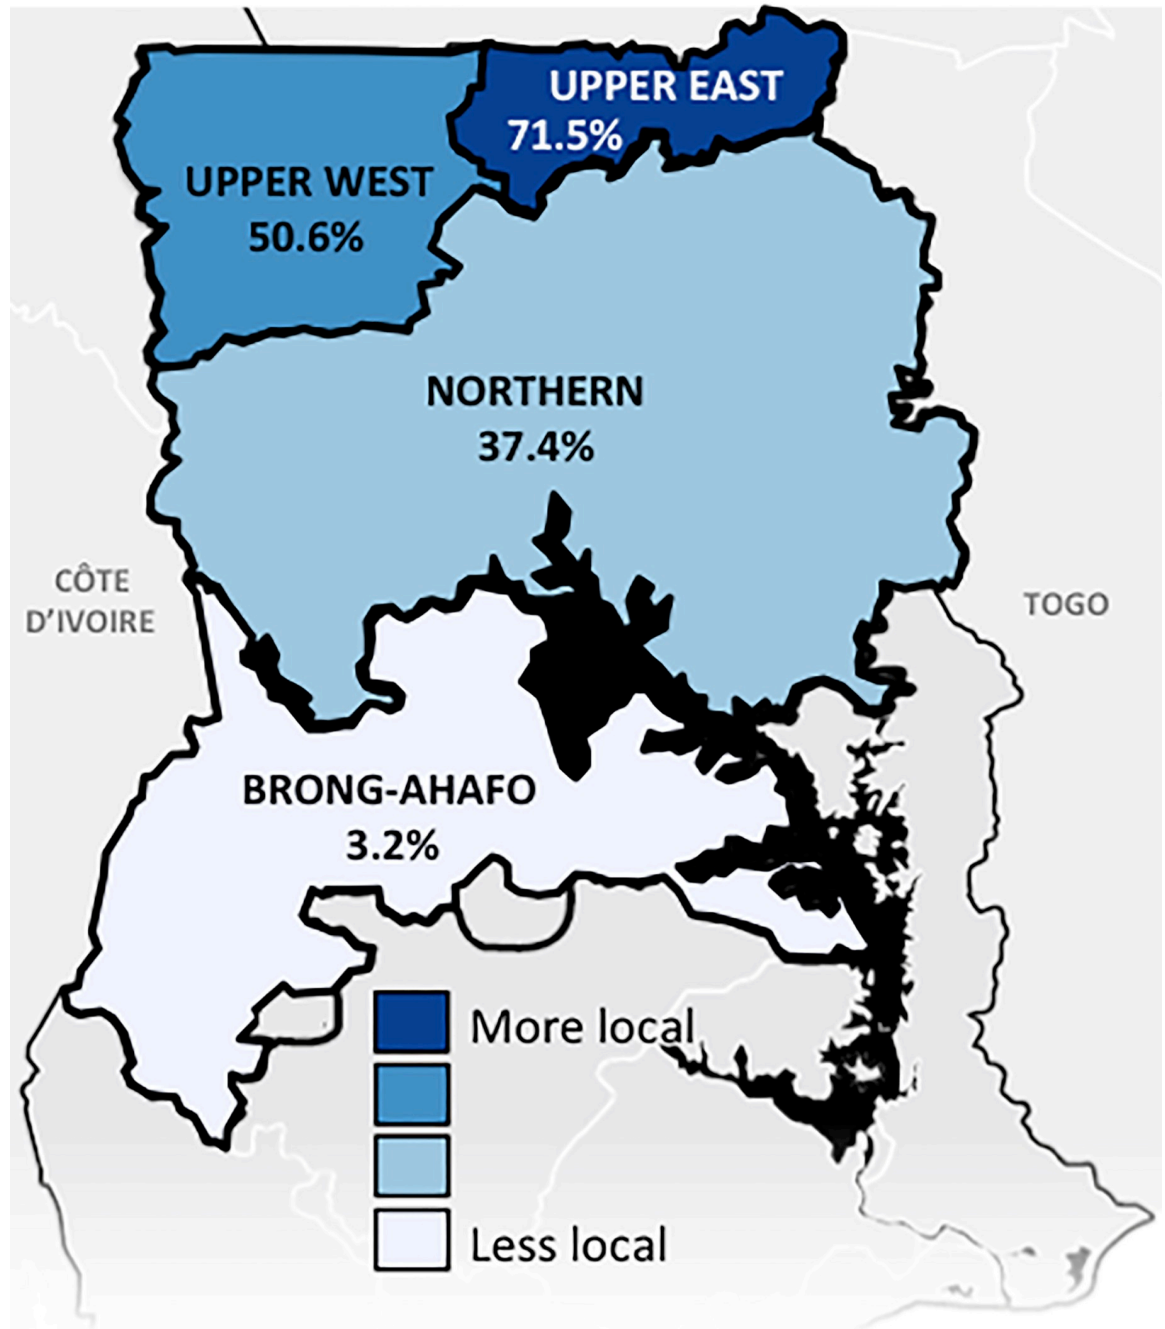 UPPER EAST
71.5%
UPPER WEST
50.6%
NORTHERN
37.4%
CÔTE
D’IVOIRE
TOGO
BRONG-AHAFO
3.2%
More local
Less local